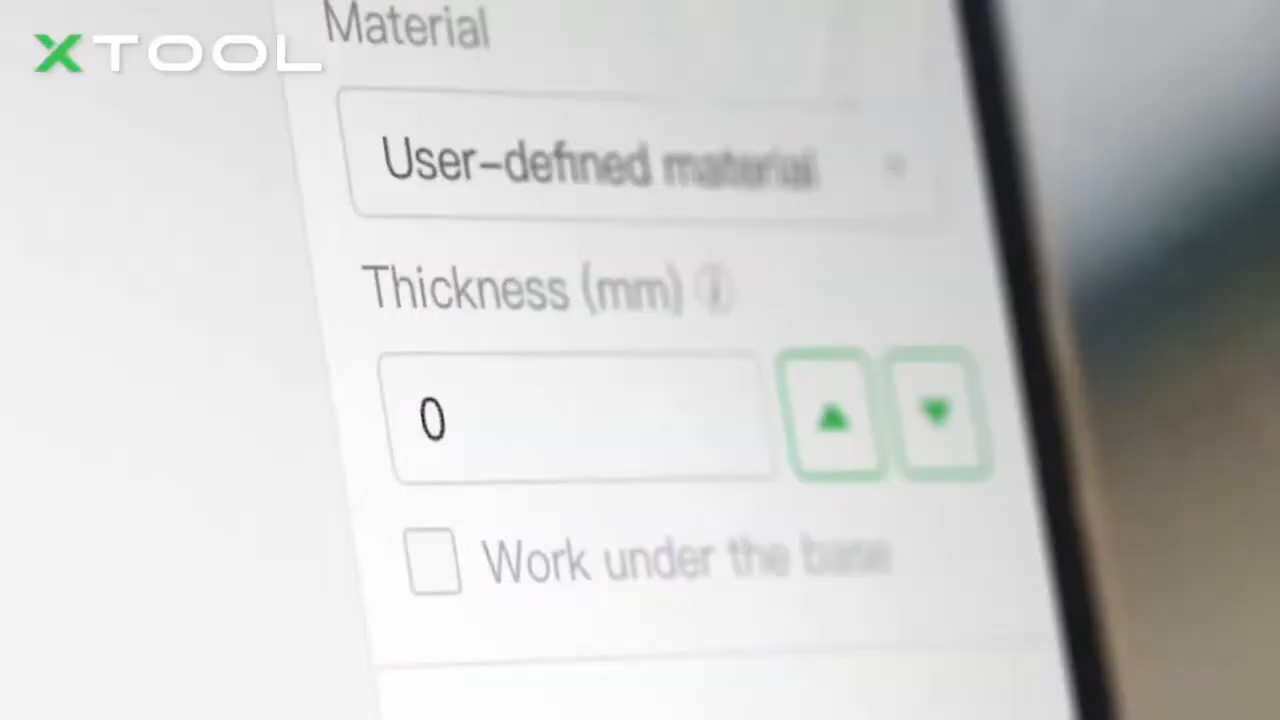 XTOOL
Material
User-defined material
Thickness (mm)
0
Work under the base